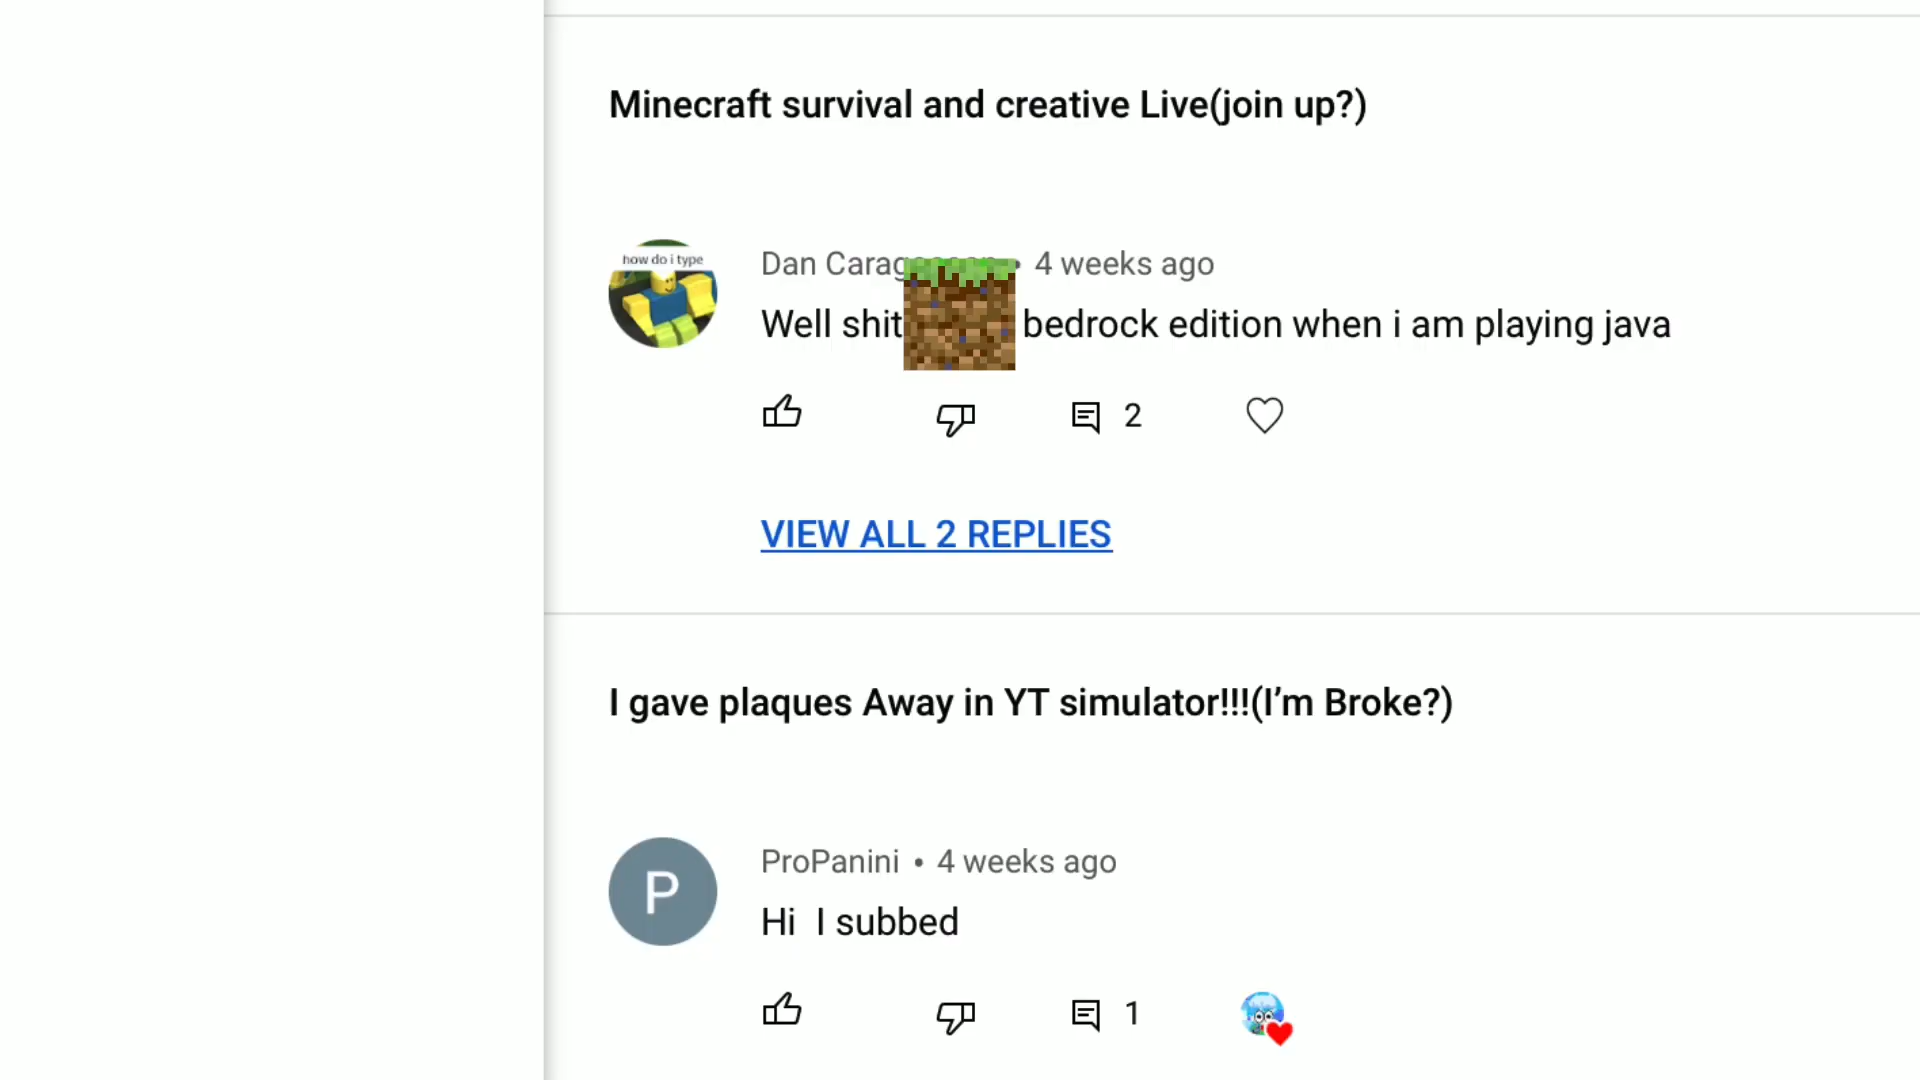 Minecraft survival and creative Live(join up?)
how do i type
Dan • 4 weeks ago
Well shit bedrock edition when i am playing java
2
VIEW ALL 2 REPLIES
I gave plaques Away in YT simulator!!!(I’m Broke?)
P
ProPanini • 4 weeks ago
Hi I subbed
1